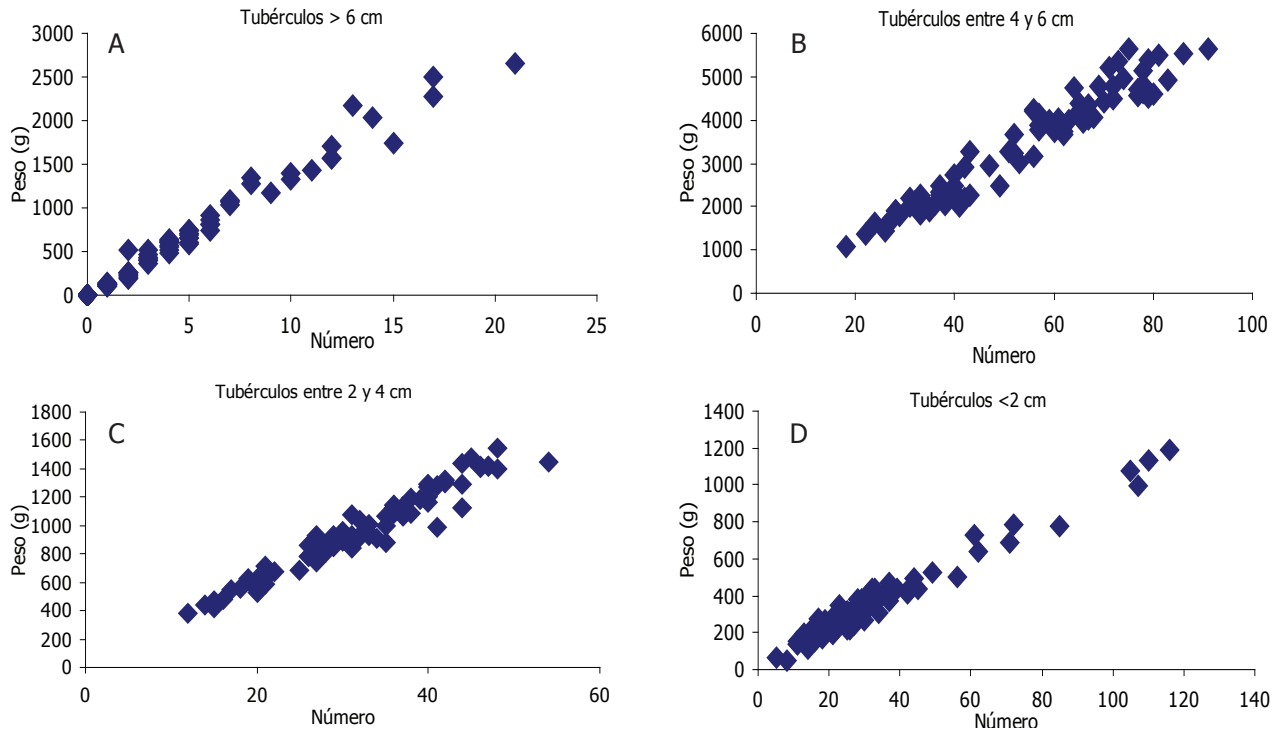 Tubérculos > 6 cm
A
3000
2500
2000
1500
1000
500
0
Peso (g)
0 5 10 15 20 25
Número
Tubérculos entre 4 y 6 cm
B
6000
5000
4000
3000
2000
1000
0
Peso (g)
0 20 40 60 80 100
Número
Tubérculos entre 2 y 4 cm
C
1800
1600
1400
1200
1000
800
600
400
200
0
Peso (g)
0 20 40 60
Número
Tubérculos <2 cm
D
1400
1200
1000
800
600
400
200
0
Peso (g)
0 20 40 60 80 100 120 140
Número